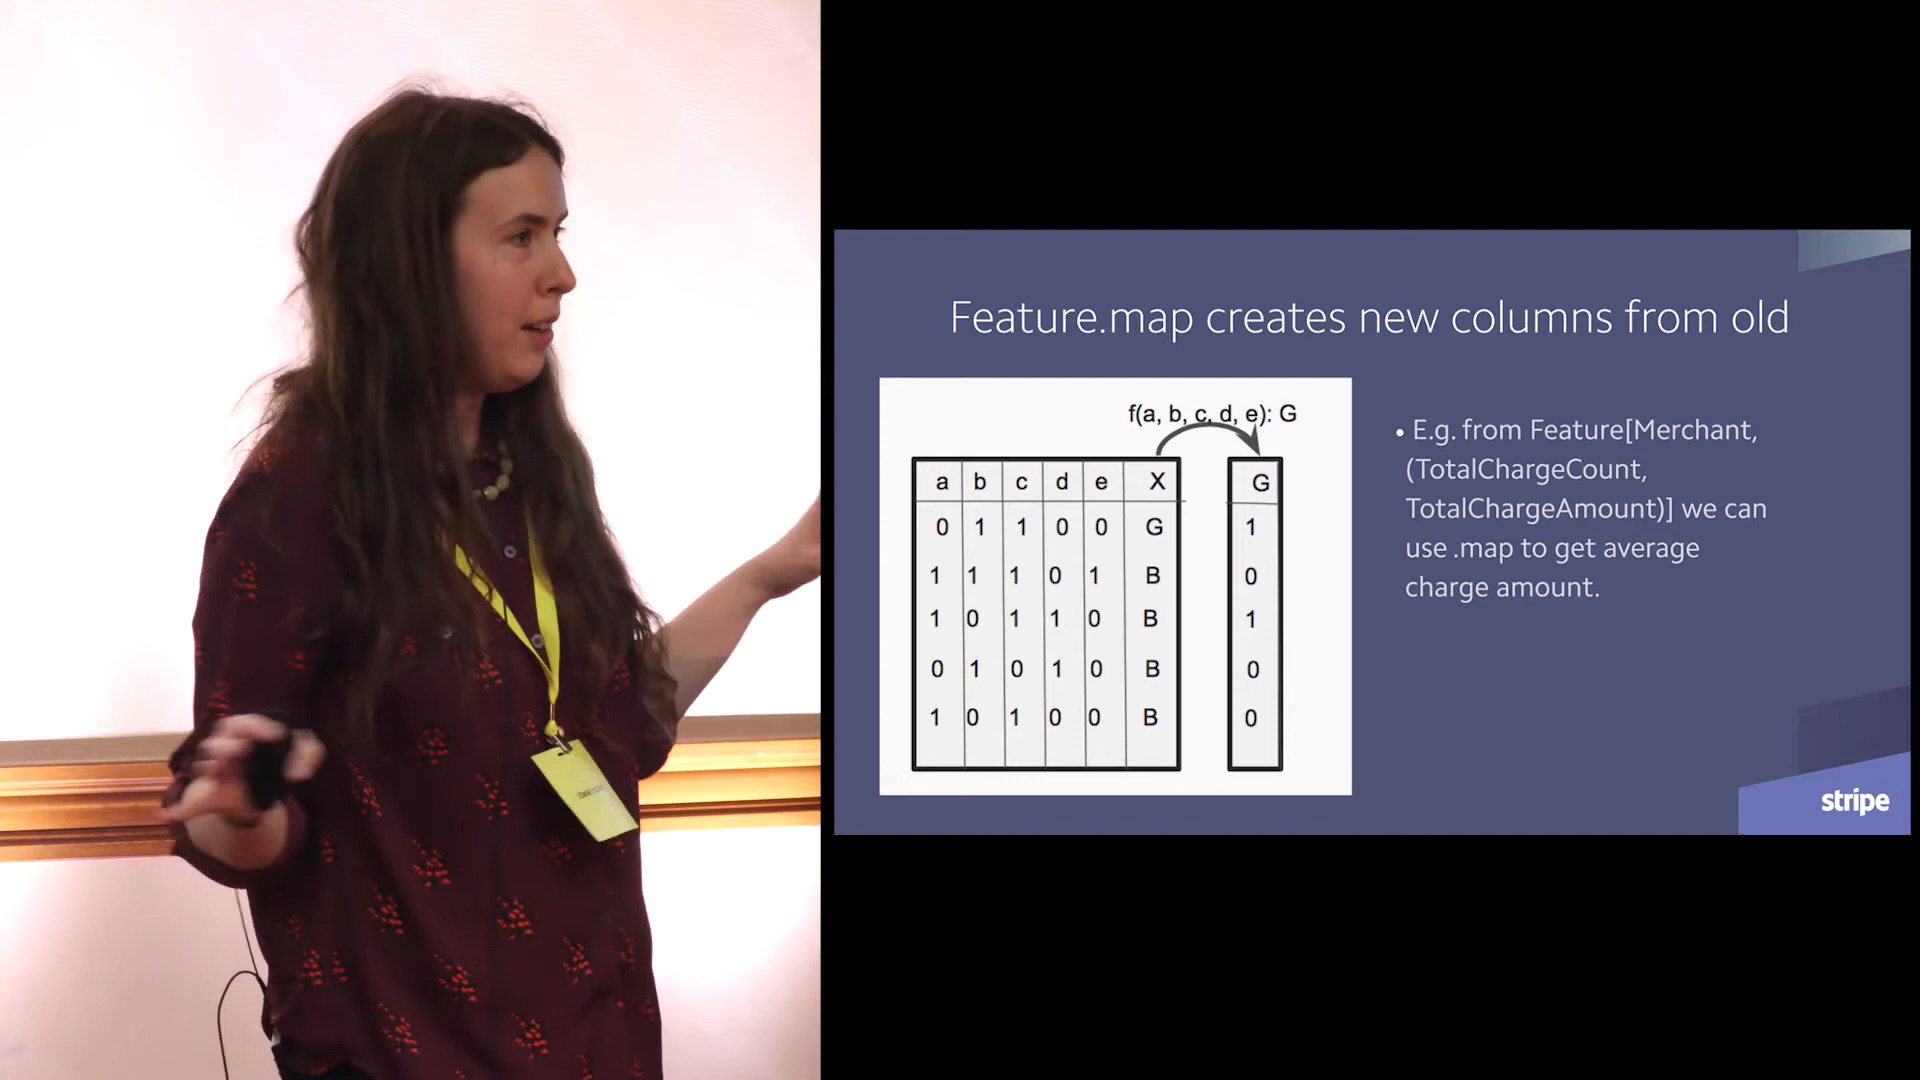 Feature.map creates new columns from old
f(a, b, c, d, e): G
a b c d e X G
0 1 1 0 0 G 1
1 1 1 0 1 B 0
1 0 1 1 0 B 1
0 1 0 1 0 B 0
1 0 1 0 0 B 0
• E.g. from Feature[Merchant,
(TotalChargeCount,
TotalChargeAmount)] we can
use .map to get average
charge amount.
stripe